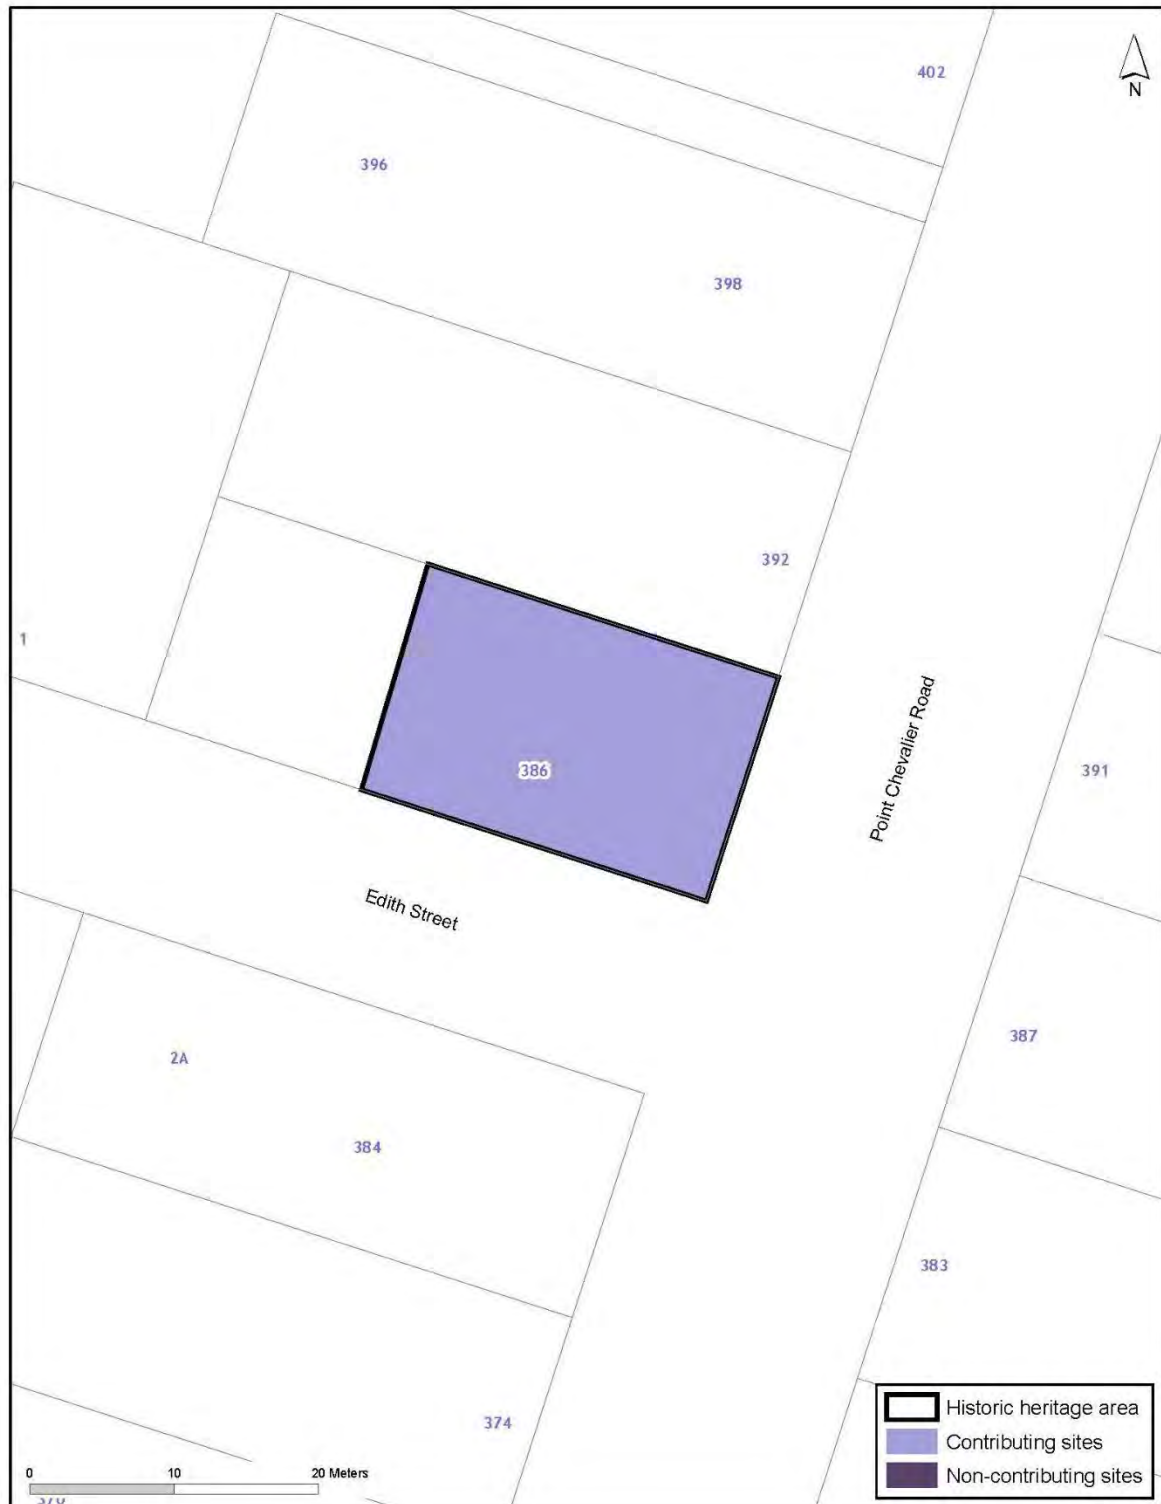 402
N
396
398
392
1
386
Point Chevalier Road
391
Edith Street
387
2A
384
383
374
Historic heritage area
Contributing sites
Non-contributing sites
0 10 20 Meters